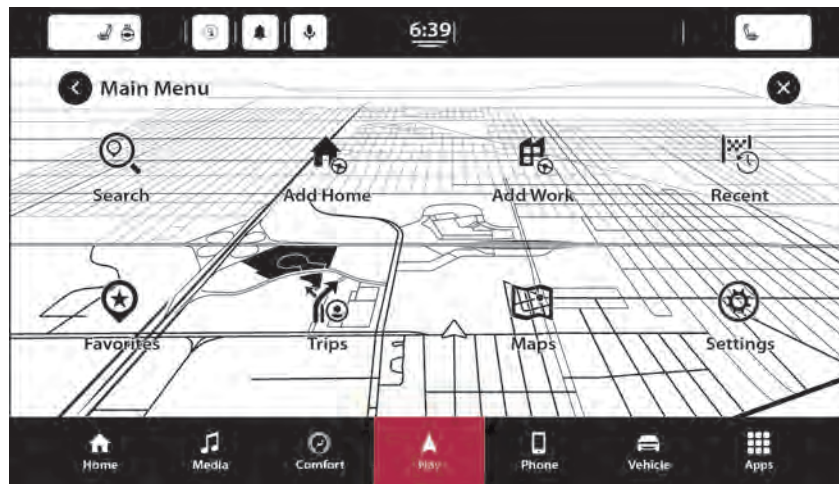 6:39
Main Menu
Search Add Home Add Work Recent
Favorites Trips Maps Settings
Home Media Comfort Nav Phone Vehicle Apps